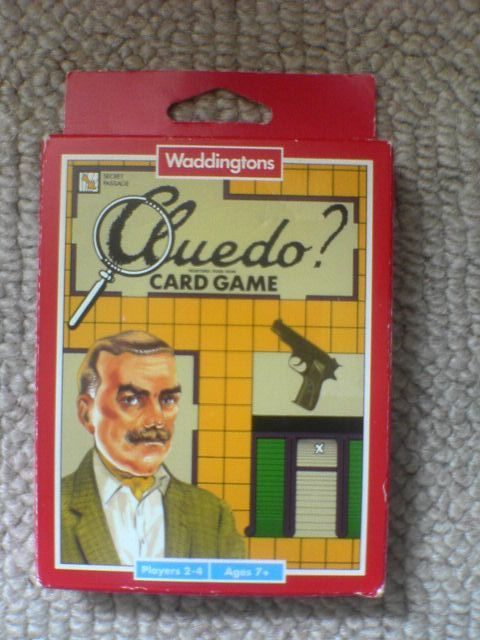 Waddingtons
SECRET
PASSAGE
Cluedo?
CARD GAME
X
Players 2-4
Ages 7+